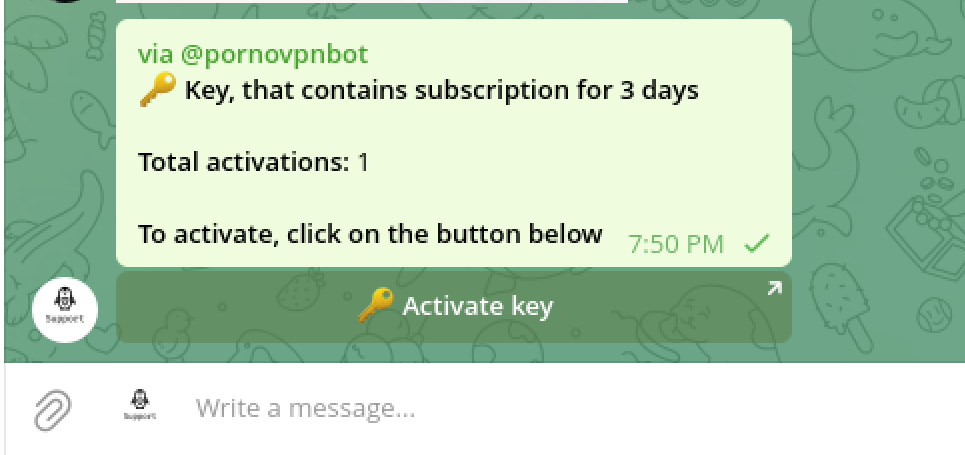 via @pornovpnbot
🔑 Key, that contains subscription for 3 days
Total activations: 1
To activate, click on the button below
7:50 PM
Support
🔑 Activate key
Support
Write a message...